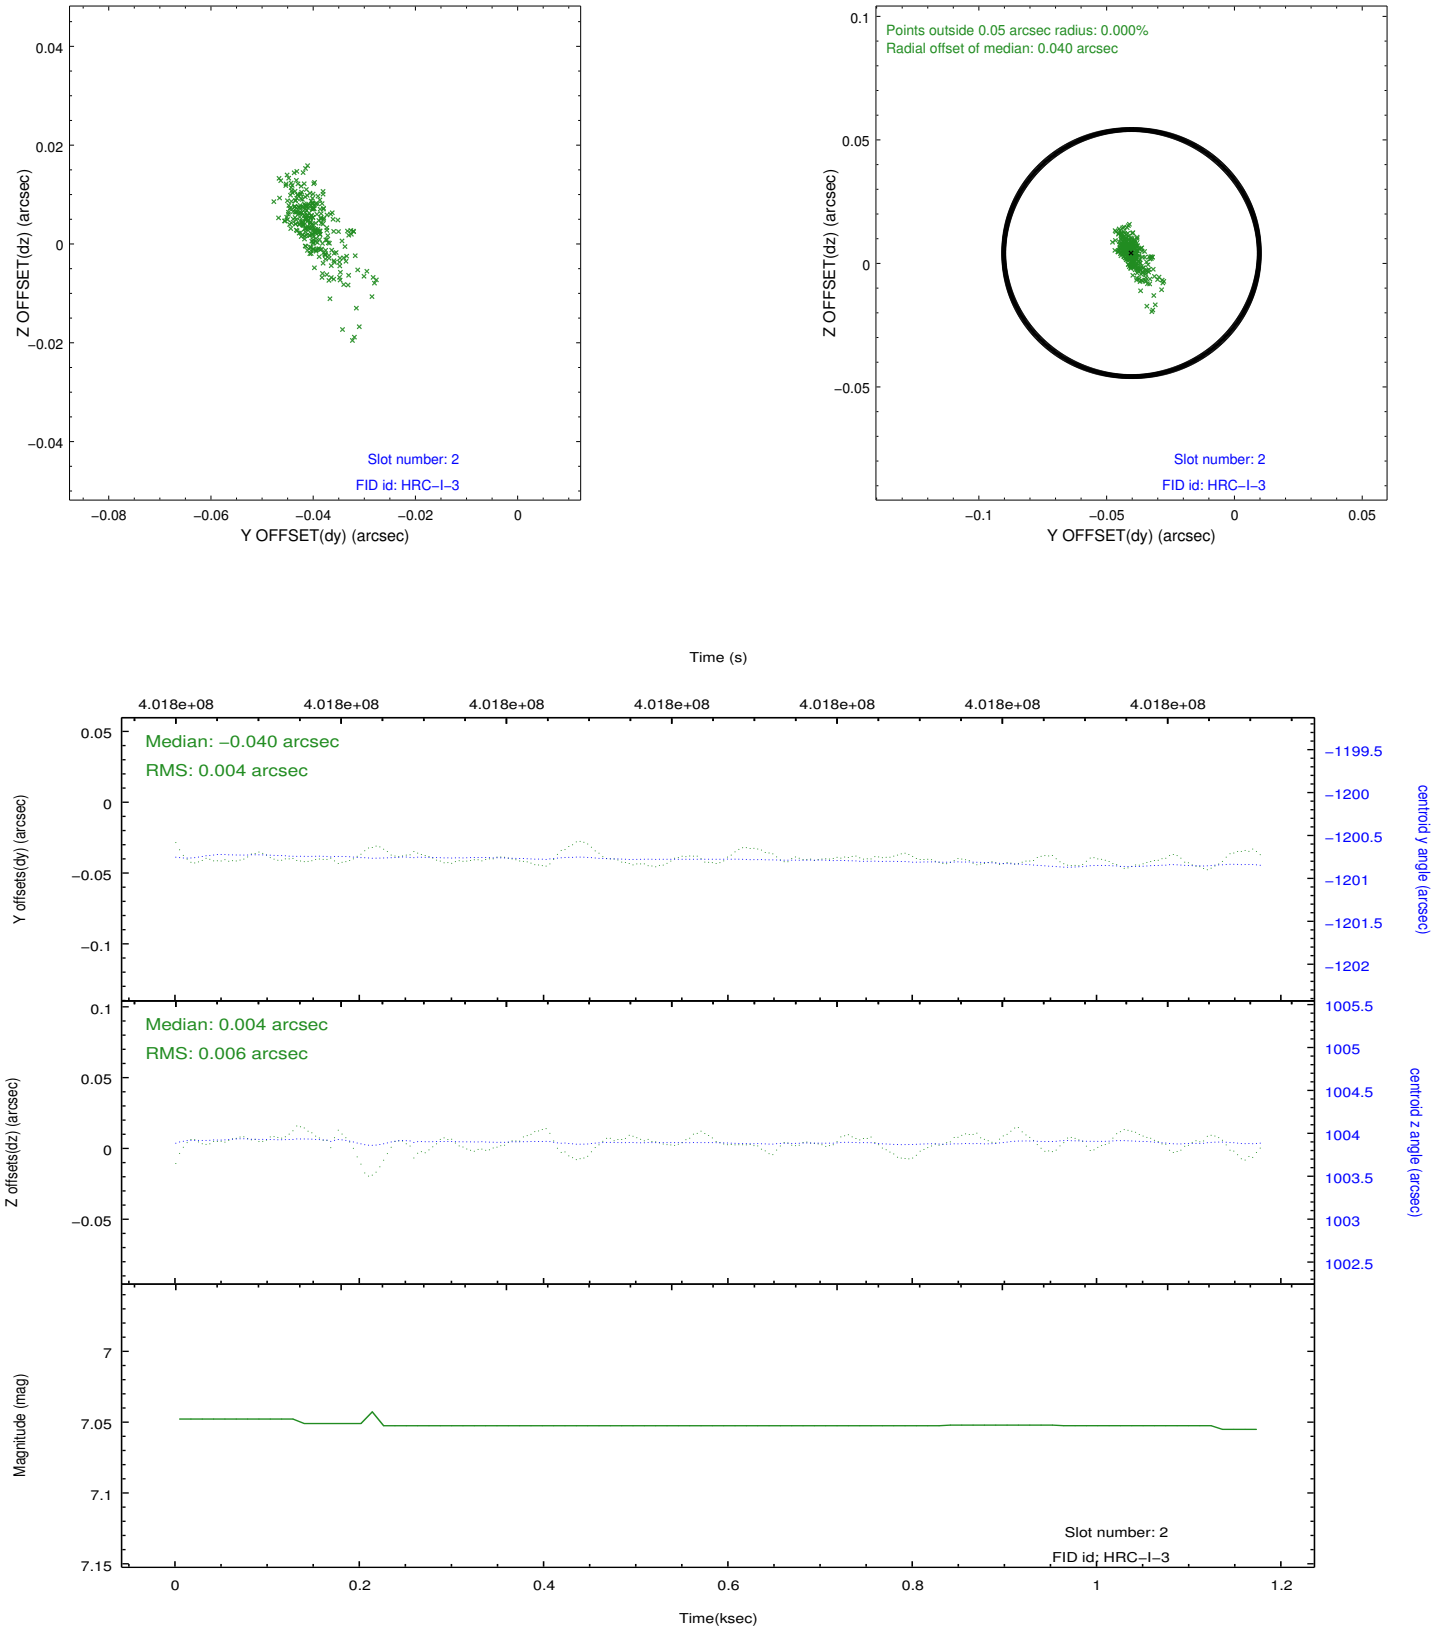 0.04
0.02
0
−0.02
−0.04
Z OFFSET(dz) (arcsec)
Slot number: 2
FID id: HRC−I−3
−0.08 −0.06 −0.04 −0.02 0
Y OFFSET(dy) (arcsec)
Points outside 0.05 arcsec radius: 0.000%
Radial offset of median: 0.040 arcsec
0.1
0.05
0
−0.05
Z OFFSET(dz) (arcsec)
Slot number: 2
FID id: HRC−I−3
−0.1 −0.05 0 0.05
Y OFFSET(dy) (arcsec)
Time (s)
4.018e+08 4.018e+08 4.018e+08 4.018e+08 4.018e+08 4.018e+08 4.018e+08
Median: −0.040 arcsec
RMS: 0.004 arcsec
0.05
0
−0.05
−0.1
Y offsets(dy) (arcsec)
−1199.5
−1200
−1200.5
−1201
−1201.5
−1202
centroid y angle (arcsec)
Median: 0.004 arcsec
RMS: 0.006 arcsec
0.1
0.05
0
−0.05
Z offsets(dz) (arcsec)
1005.5
1005
1004.5
1004
1003.5
1003
1002.5
centroid z angle (arcsec)
7
7.05
7.1
7.15
Magnitude (mag)
Slot number: 2
FID id: HRC−I−3
0 0.2 0.4 0.6 0.8 1 1.2
Time(ksec)